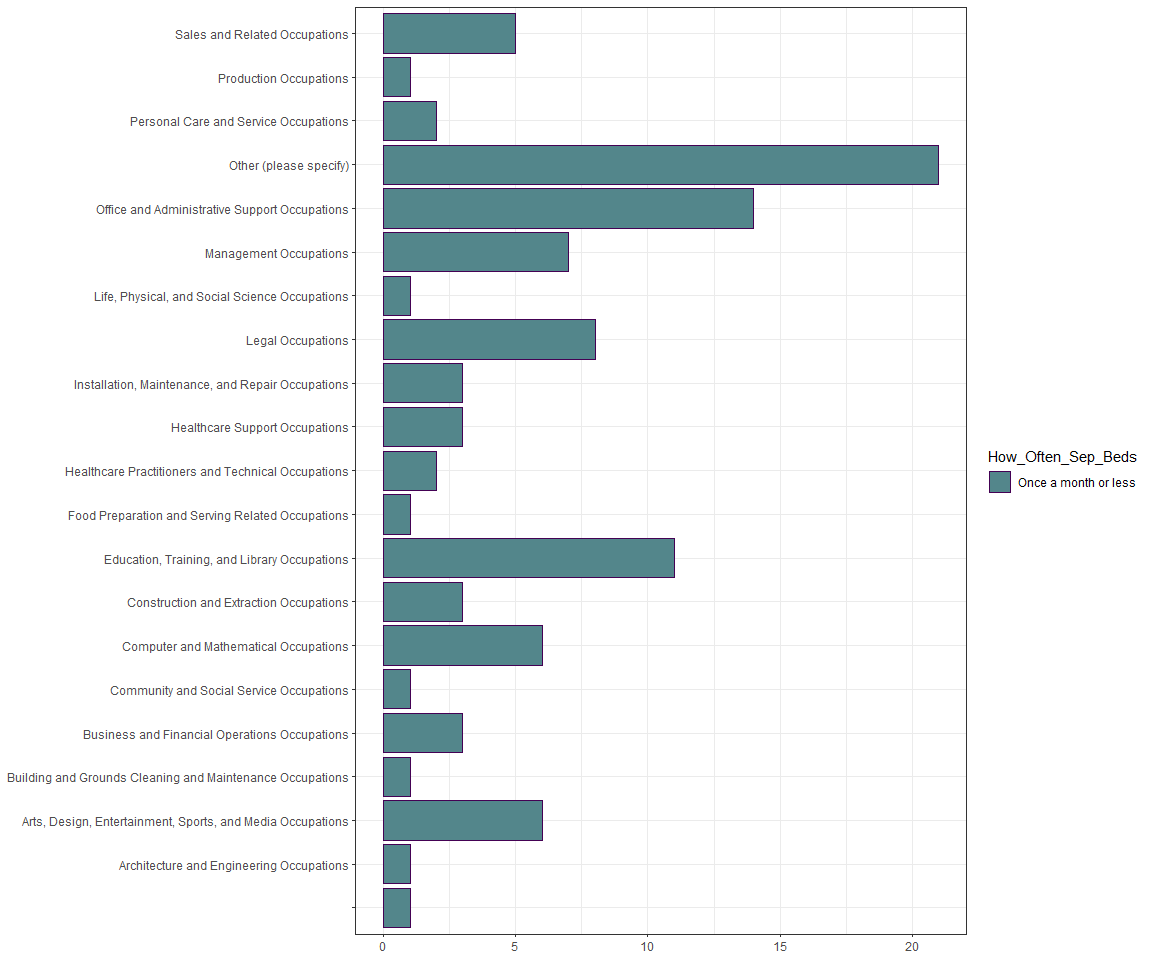 Sales and Related Occupations
Production Occupations
Personal Care and Service Occupations
Other (please specify)
Office and Administrative Support Occupations
Management Occupations
Life, Physical, and Social Science Occupations
Legal Occupations
Installation, Maintenance, and Repair Occupations
Healthcare Support Occupations
Healthcare Practitioners and Technical Occupations
Food Preparation and Serving Related Occupations
Education, Training, and Library Occupations
Construction and Extraction Occupations
Computer and Mathematical Occupations
Community and Social Service Occupations
Business and Financial Operations Occupations
Building and Grounds Cleaning and Maintenance Occupations
Arts, Design, Entertainment, Sports, and Media Occupations
Architecture and Engineering Occupations
0 5 10 15 20
How_Often_Sep_Beds
Once a month or less